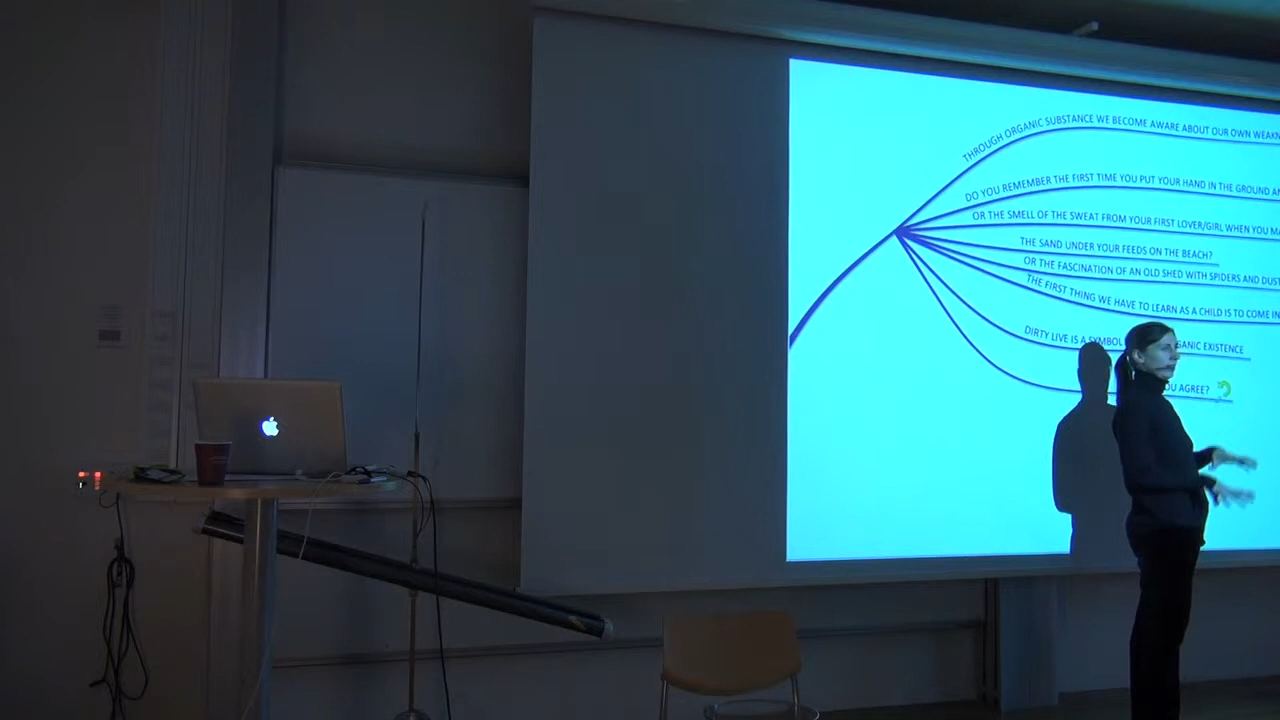 THROUGH ORGANIC SUBSTANCE WE BECOME AWARE ABOUT OUR OWN
DO YOU REMEMBER THE FIRST TIME YOU PUT YOUR HAND IN THE GROUND
OR THE SMELL OF THE SWEAT FROM YOUR FIRST LOVER/GIRL WHEN YOU
THE SAND UNDER YOUR FEEDS ON THE BEACH?
OR THE FASCINATION OF AN OLD SHED WITH SPIDERS AND DUST
THE FIRST THING WE HAVE TO LEARN AS A CHILD IS TO COME IN
DIRTY LIVE IS A SYMBOL EXISTENCE
AGREE?